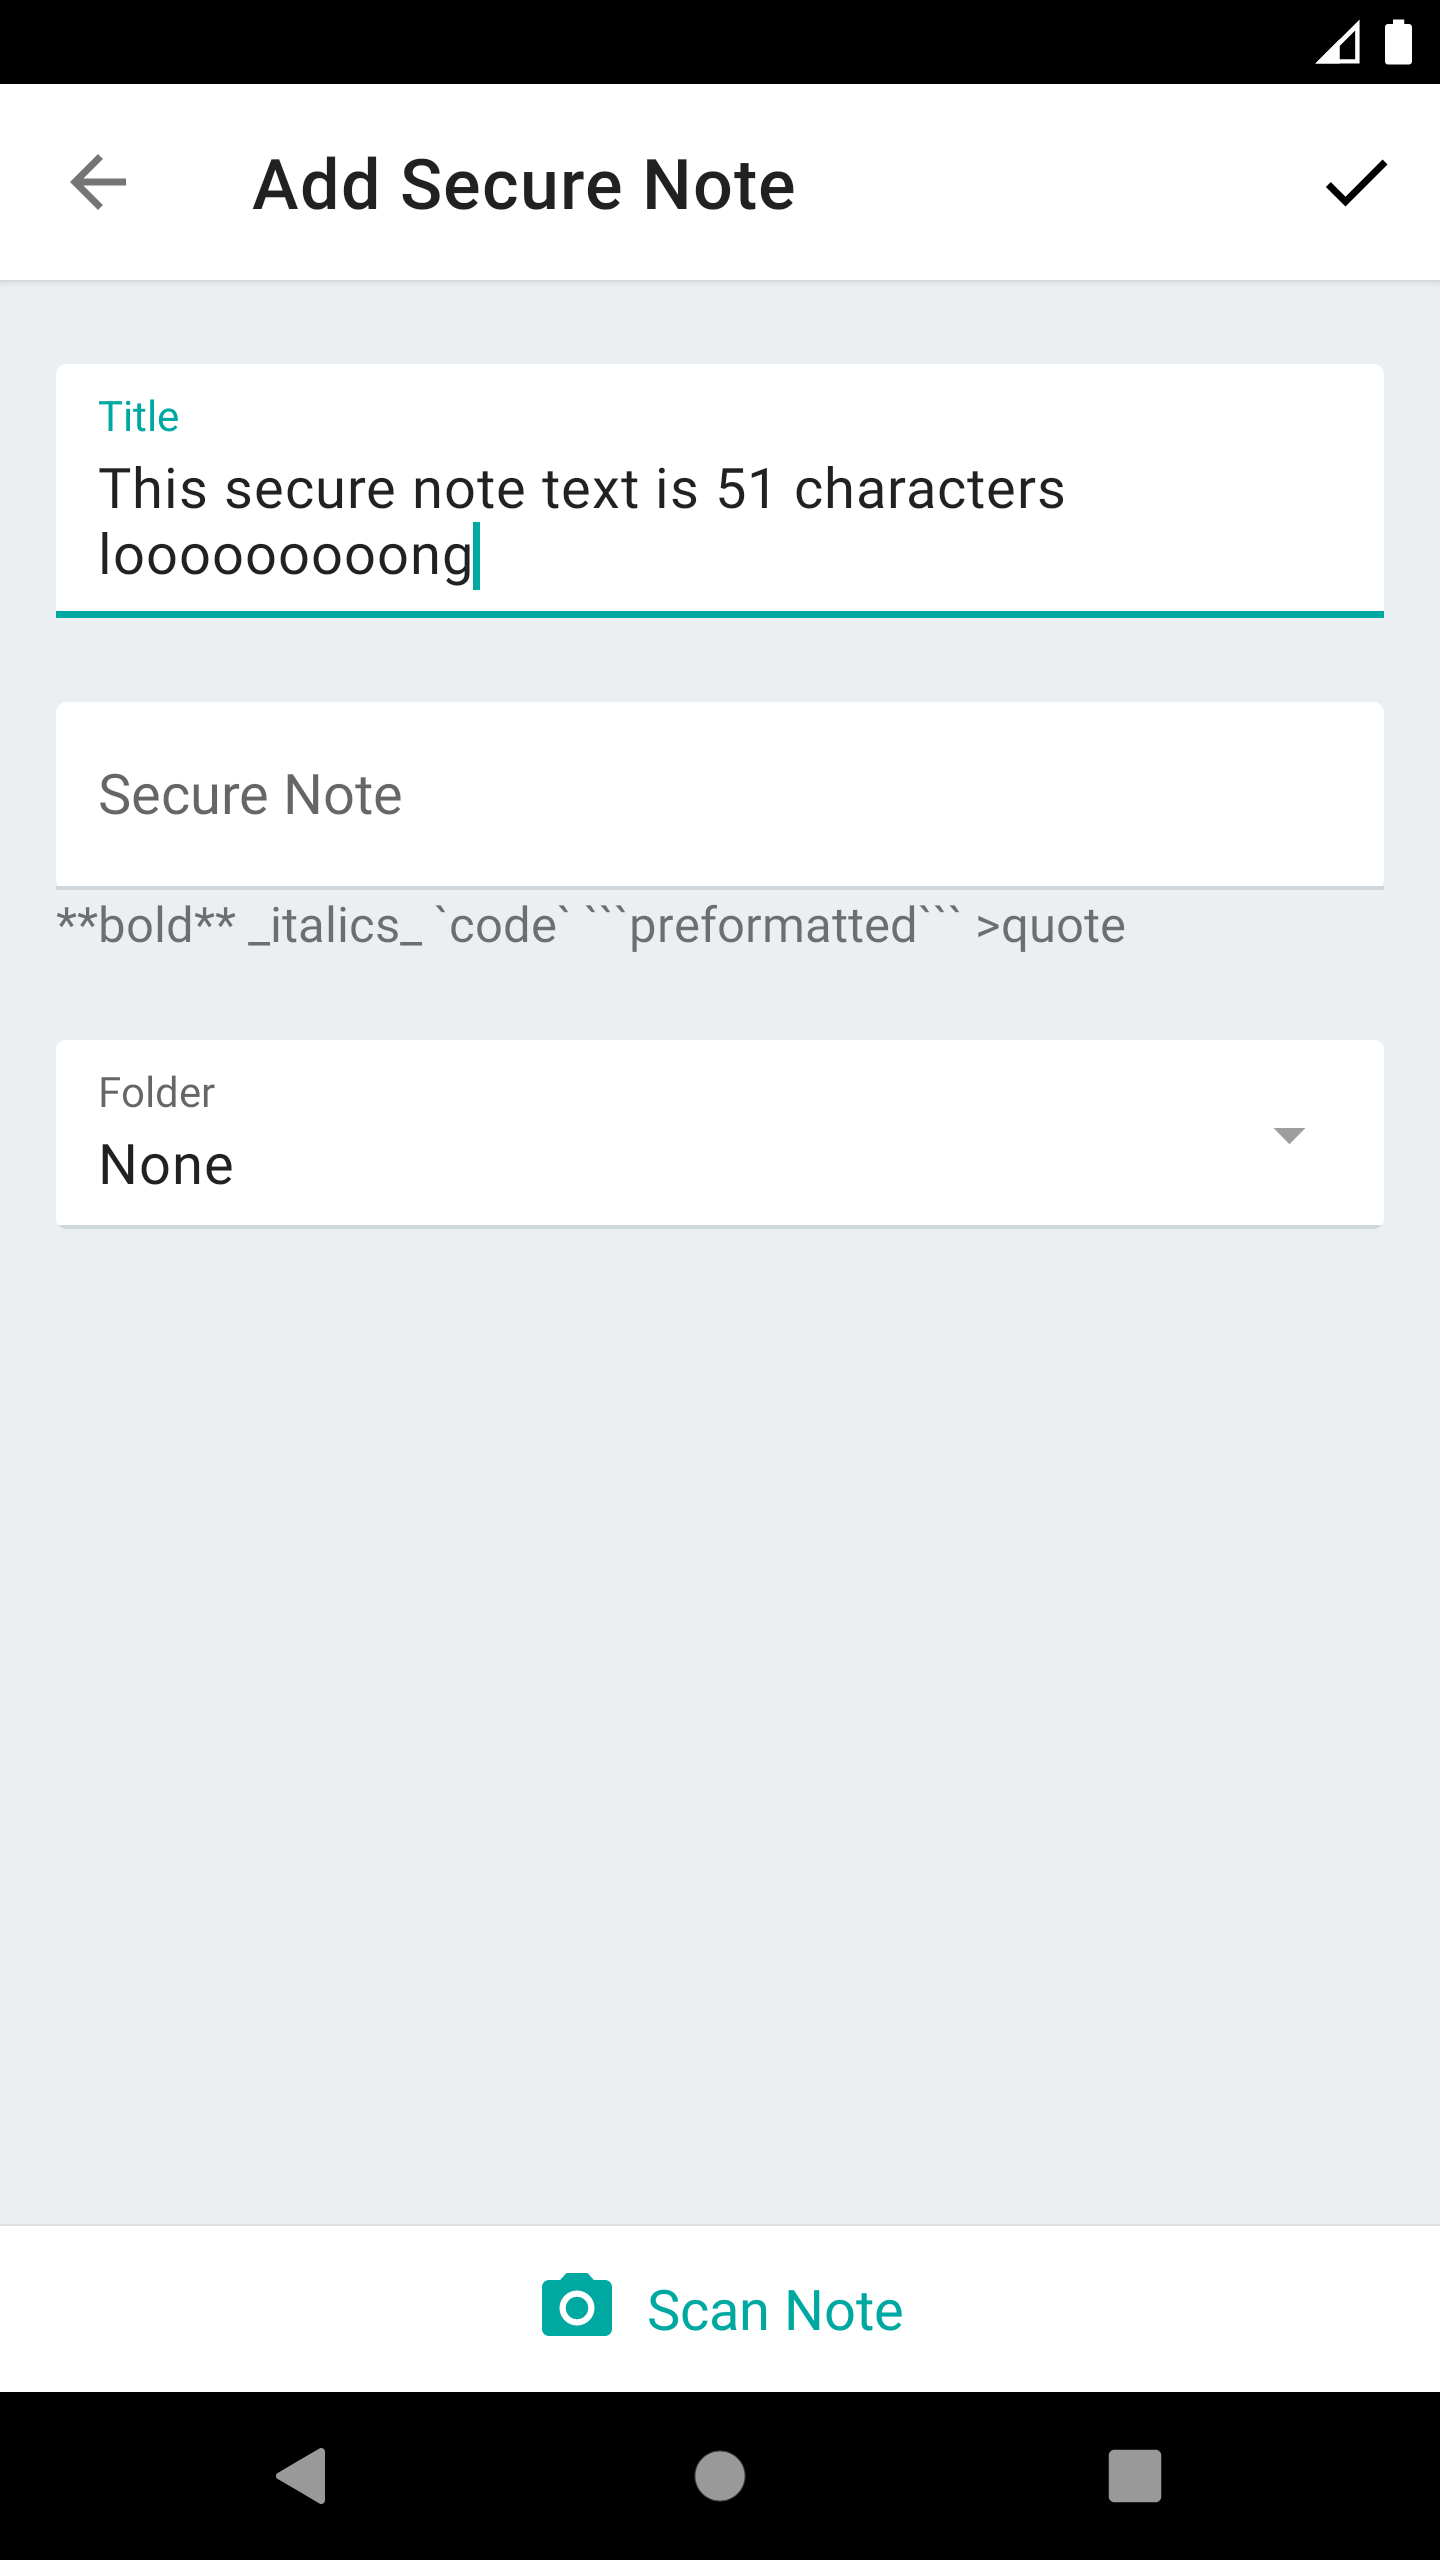 Add Secure Note
Title
This secure note text is 51 characters
looooooooong
Secure Note
**bold** _italics_ `code` ```preformatted``` >quote
Folder
None
Scan Note